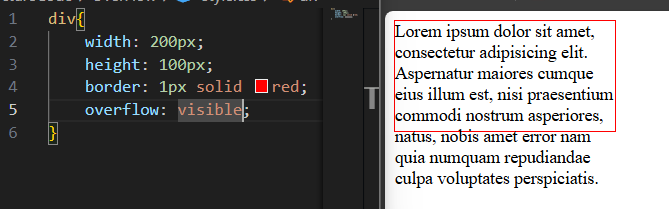 1 div{
2 width: 200px;
3 height: 100px;
4 border: 1px solid red;
5 overflow: visible;
6 }
T
Lorem ipsum dolor sit amet,
consectetur adipisicing elit.
Aspernatur maiores cumque
eius illum est, nisi praesentium
commodi nostrum asperiores,
natus, nobis amet error nam
quia numquam repudiandae
culpa voluptates perspiciatis.